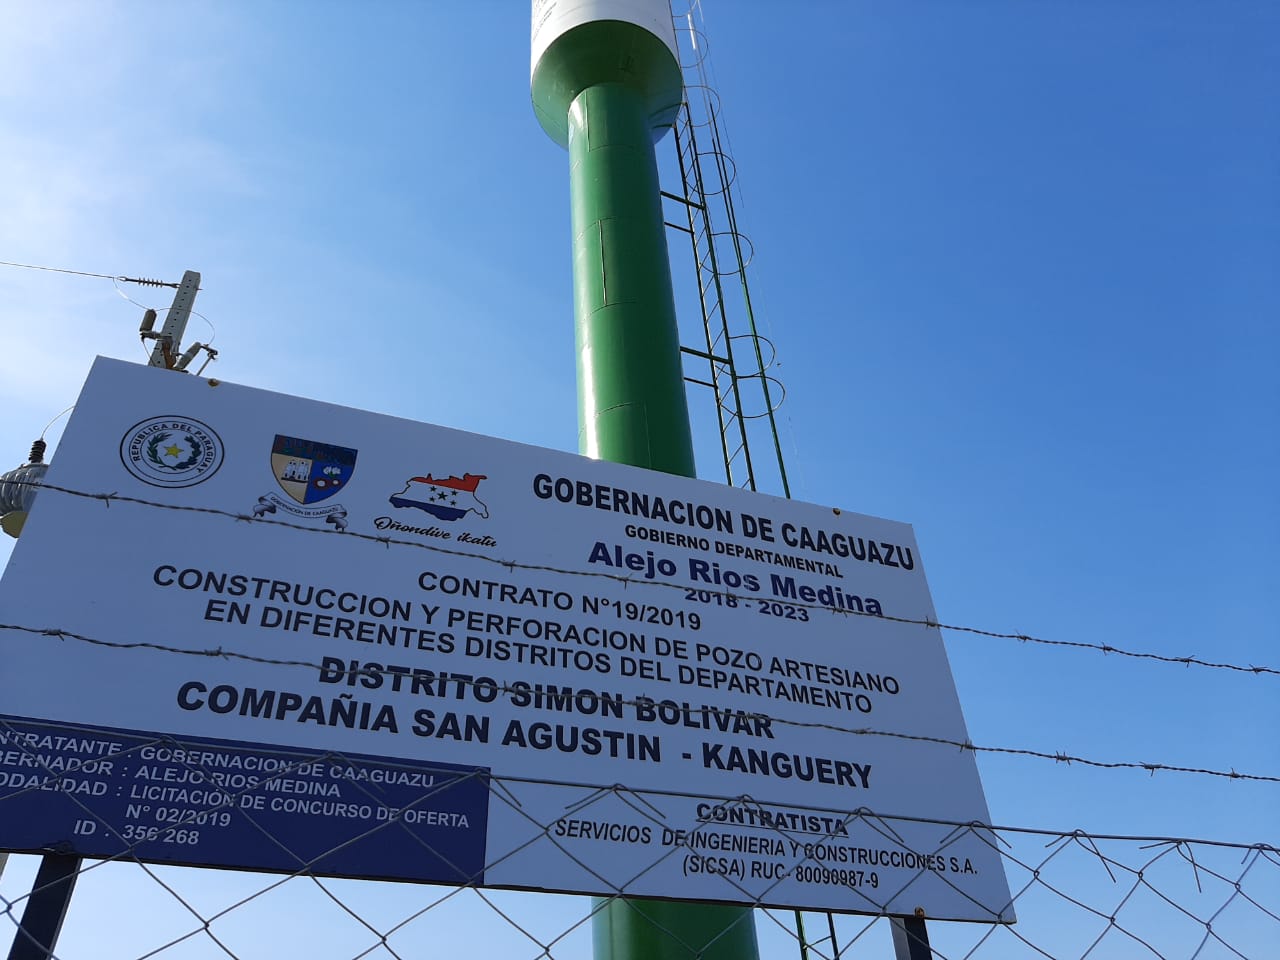 REPUBLICA DEL PARAGUAY
GOBERNACION DE CAAGUAZU
Oñondive ikatu
GOBERNACION DE CAAGUAZU
GOBIERNO DEPARTAMENTAL
Alejo Rios Medina
2018 - 2023
CONTRATO N°19/2019
CONSTRUCCION Y PERFORACION DE POZO ARTESIANO
EN DIFERENTES DISTRITOS DEL DEPARTAMENTO
DISTRITO SIMON BOLIVAR
COMPAÑIA SAN AGUSTIN - KANGUERY
NTRATANTE : GOBERNACION DE CAAGUAZU
BERNADOR : ALEJO RIOS MEDINA
ODALIDAD : LICITACIÓN DE CONCURSO DE OFERTA
N° 02/2019
ID : 356 268
CONTRATISTA
SERVICIOS DE INGENIERIA Y CONSTRUCCIONES S.A.
(SICSA) RUC- 80090987-9